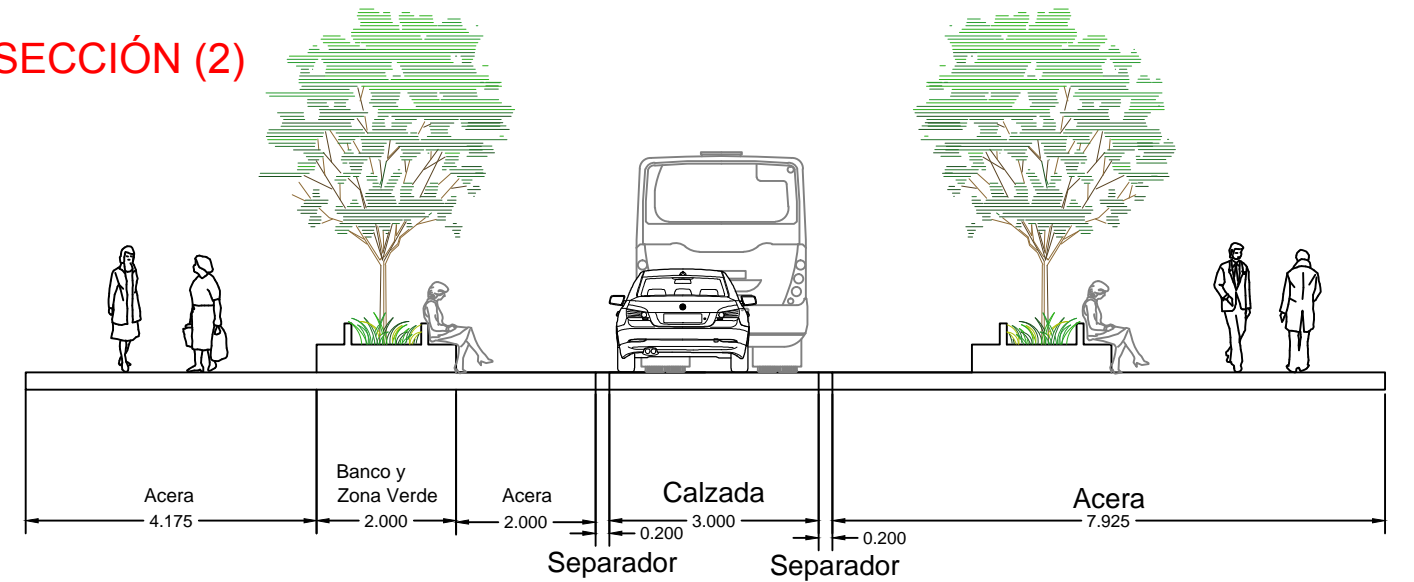 SECCIÓN (2)
Banco y
Zona Verde
Acera
Acera
Calzada
Acera
4.175
2.000
2.000
3.000
7.925
0.200
0.200
Separador
Separador